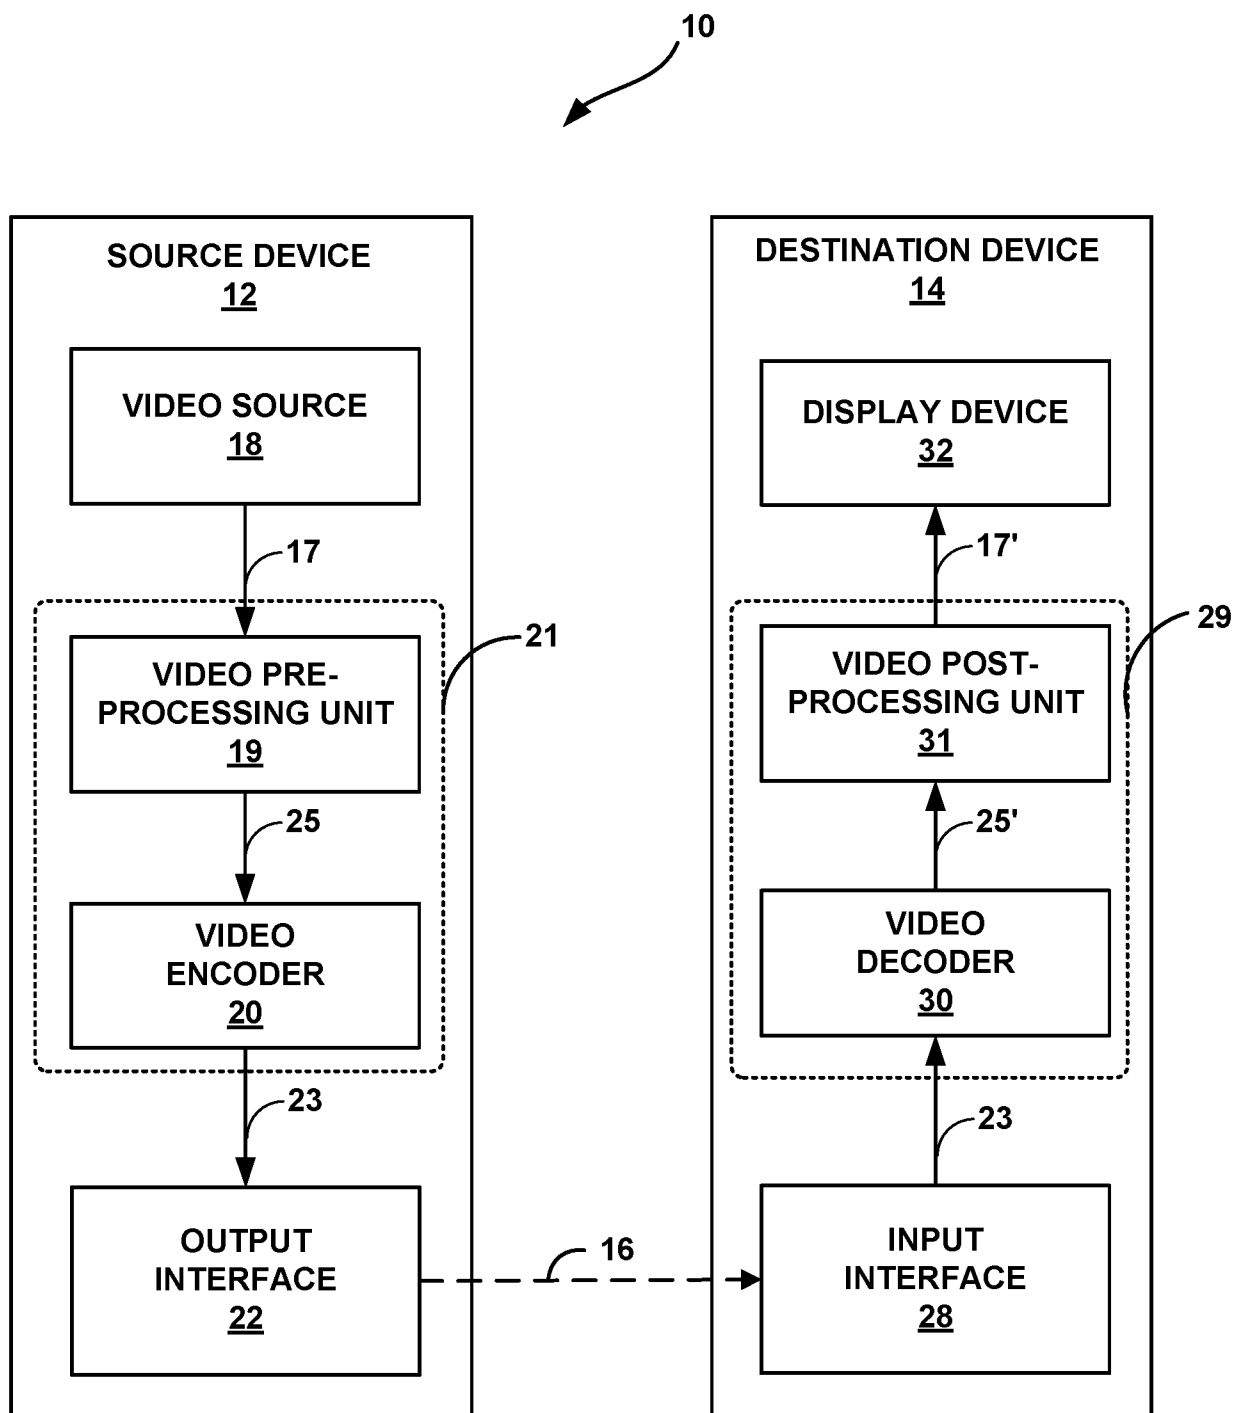 10
SOURCE DEVICE
12
VIDEO SOURCE
18
17
21
VIDEO PRE-
PROCESSING UNIT
19
25
VIDEO
ENCODER
20
23
OUTPUT
INTERFACE
22
16
DESTINATION DEVICE
14
DISPLAY DEVICE
32
17'
29
VIDEO POST-
PROCESSING UNIT
31
25'
VIDEO
DECODER
30
23
INPUT
INTERFACE
28